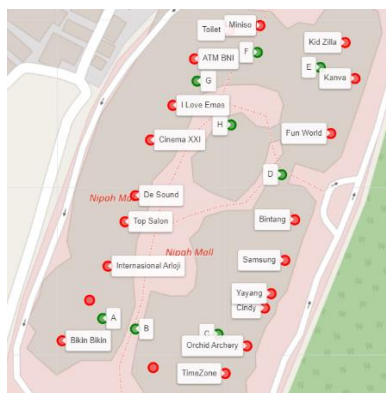 Toilet
Miniso
F
Kid Zilla
ATM BNI
E
G
Kanva
I Love Emas
H
Cinema XXI
Fun World
D
De Sound
Nipah Ma
Top Salon
Bintang
Nipah Mall
Samsung
Internasional Arloji
Yayang
Cindy
A
B
C
Bikin Bikin
Orchid Archery
TimeZone